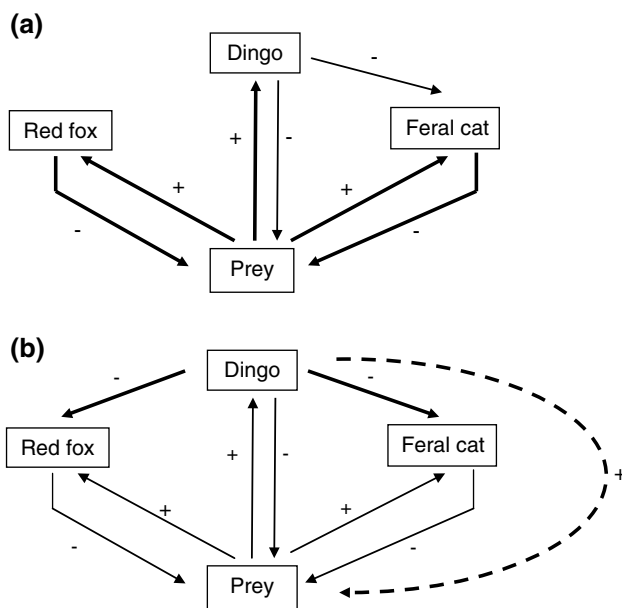 (a)
Dingo
-
Red fox
Feral cat
+
-
+
+
-
-
Prey
(b)
Dingo
-
-
Red fox
Feral cat
+
-
+
+
+
-
-
Prey